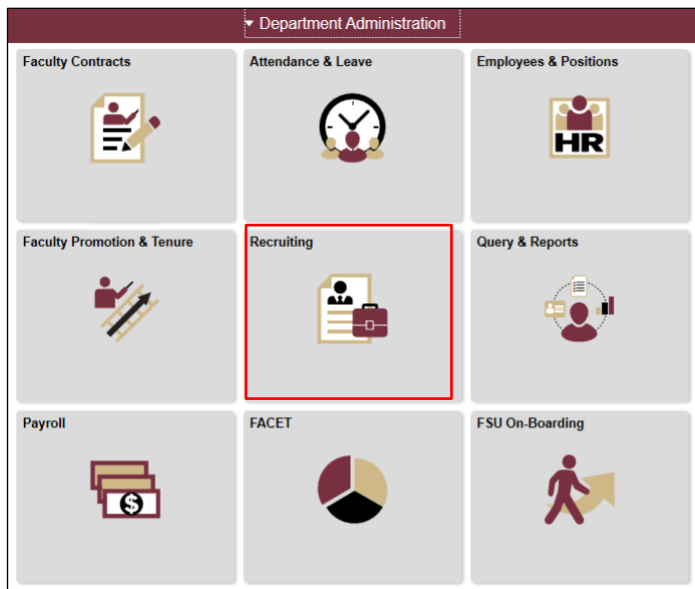 Department Administration
Faculty Contracts
Attendance & Leave
Employees & Positions
HR
Faculty Promotion & Tenure
Recruiting
Query & Reports
Payroll
FACET
FSU On-Boarding
$